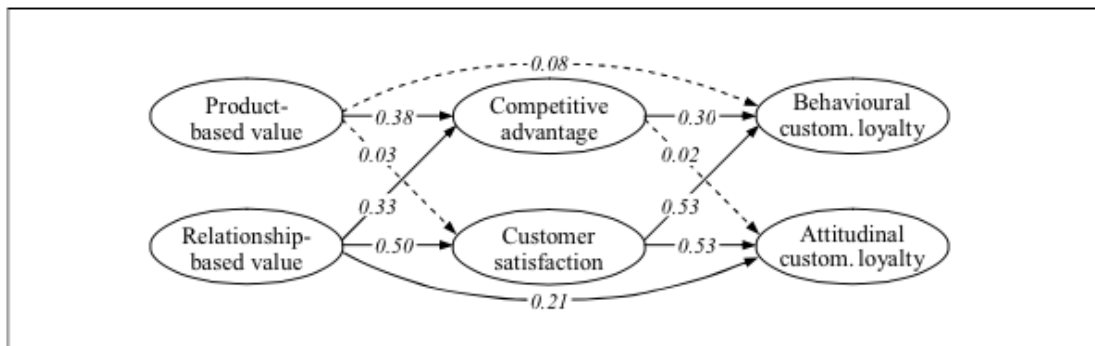 0.08
Product-
based value
0.38
Competitive
advantage
0.30
Behavioural
custom. loyalty
0.03
0.02
0.33
0.53
Relationship-
based value
0.50
Customer
satisfaction
0.53
Attitudinal
custom. loyalty
0.21